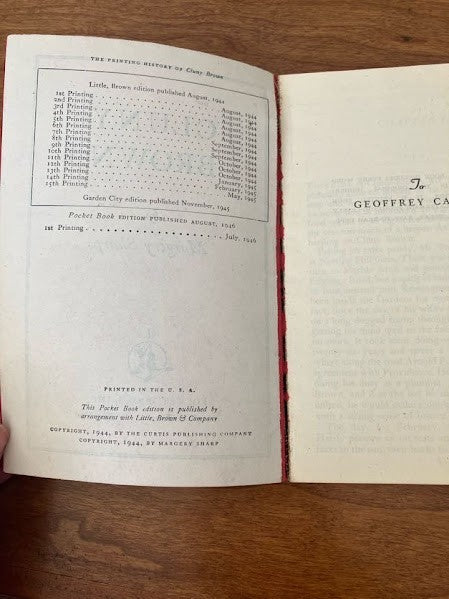 THE PRINTING HISTORY OF Cluny Brown
Little, Brown edition published August, 1944
1st Printing . . . . . . . . . . August, 1944
2nd Printing . . . . . . . . . . August, 1944
3rd Printing . . . . . . . . . . August, 1944
4th Printing . . . . . . . . . . August, 1944
5th Printing . . . . . . . . . . August, 1944
6th Printing . . . . . . . . . . August, 1944
7th Printing . . . . . . . . . . September, 1944
8th Printing . . . . . . . . . . September, 1944
9th Printing . . . . . . . . . . September, 1944
10th Printing . . . . . . . . . . October, 1944
11th Printing . . . . . . . . . . October, 1944
12th Printing . . . . . . . . . . October, 1944
13th Printing . . . . . . . . . . January, 1945
14th Printing . . . . . . . . . . February, 1945
15th Printing . . . . . . . . . . May, 1945
Garden City edition published November, 1945
Pocket Book EDITION PUBLISHED AUGUST, 1946
1st Printing . . . . . . . . . . . . . . . . . . . July, 1946
PRINTED IN THE U. S. A.
This Pocket Book edition is published by
arrangement with Little, Brown & Company
COPYRIGHT, 1944, BY THE CURTIS PUBLISHING COMPANY
COPYRIGHT, 1944, BY MARGERY SHARP
To
GEOFFREY CA